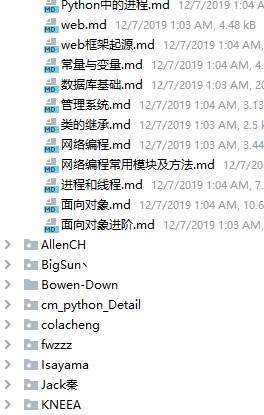 Python中的进程.md 12/7/2019 1:04 A
web.md 12/7/2019 1:03 AM, 4.48 kB
web框架起源.md 12/7/2019 1:04 AM,
常量与变量.md 12/7/2019 1:04 AM, 4.
数据库基础.md 12/7/2019 1:03 AM, 20
管理系统.md 12/7/2019 1:04 AM, 3.13
类的继承.md 12/7/2019 1:03 AM, 2.5 k
网络编程.md 12/7/2019 1:03 AM, 3.44
网络编程常用模块及方法.md 12/7/20
进程和线程.md 12/7/2019 1:04 AM, 7.
面向对象.md 12/7/2019 1:04 AM, 10.6
面向对象进阶.md 12/7/2019 1:03 AM,
AllenCH
BigSun丶
Bowen-Down
cm_python_Detail
colacheng
fwzzz
Isayama
Jack秦
KNEEA